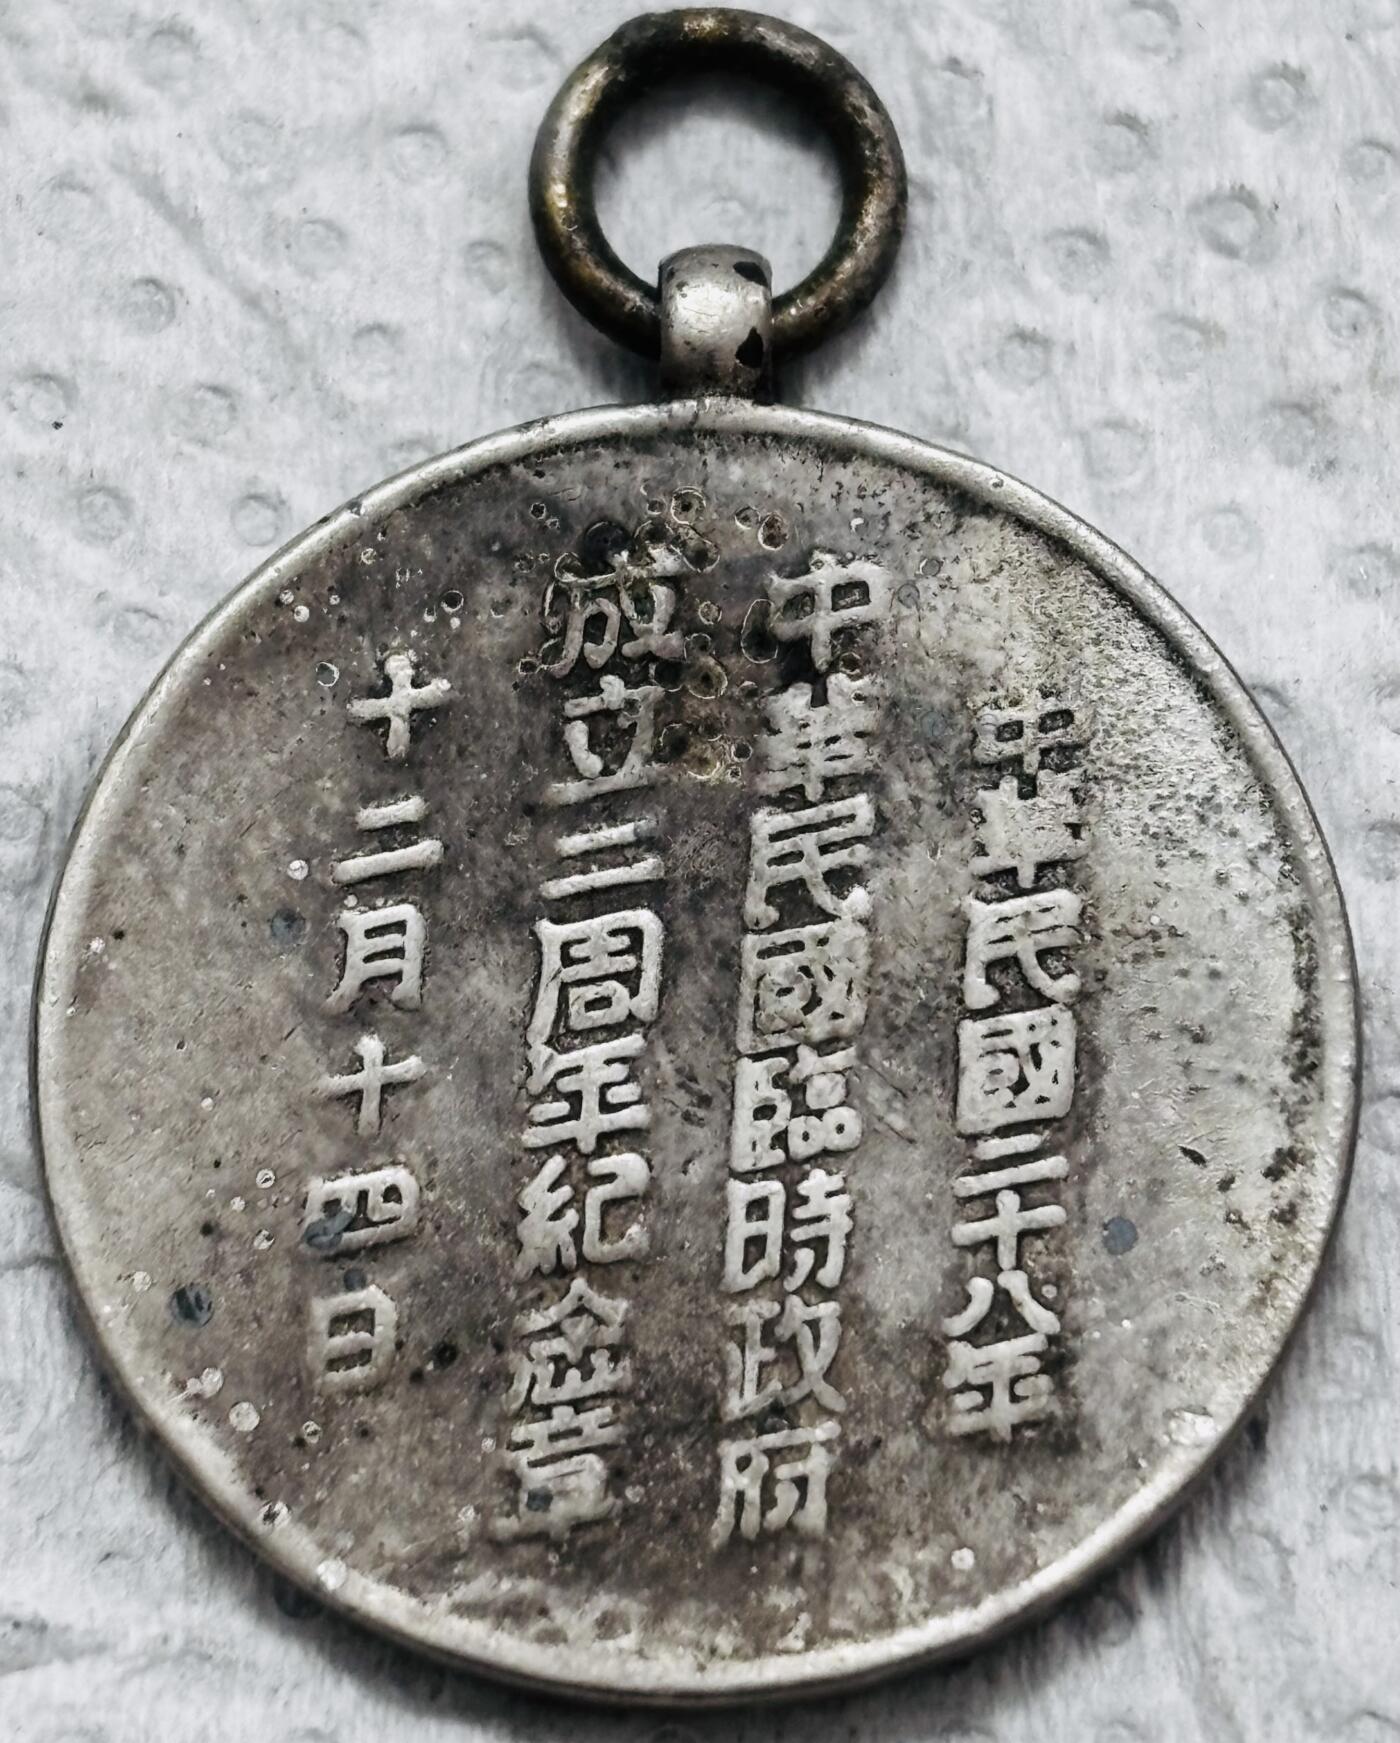 中華民國二十八年
中華民國臨時政府
成立二周年紀念章
十二月十四日